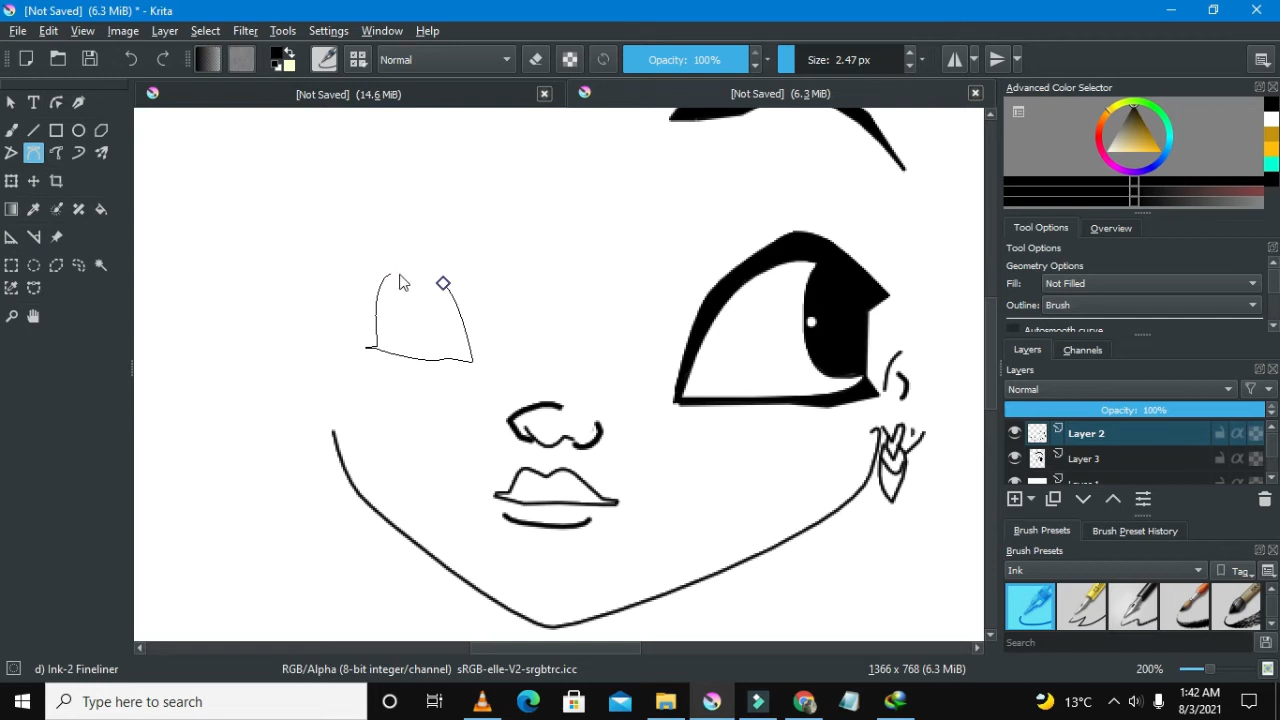 [Not Saved] (6.3 MiB) * - Krita
File Edit View Image Layer Select Filter Tools Settings Window Help
Normal Opacity: 100% Size: 2.47 px
[Not Saved] (14.6 MiB) [Not Saved] (6.3 MiB)
Advanced Color Selector
Tool Options Overview
Tool Options
Geometry Options
Fill: Not Filled
Outline: Brush
Autosmooth curve
Layers Channels
Layers
Normal
Opacity: 100%
Layer 2
Layer 3
Brush Presets Brush Preset History
Brush Presets
Ink Tag
Search
d) Ink-2 Fineliner RGB/Alpha (8-bit integer/channel) sRGB-elle-V2-srgbtrc.icc 1366 x 768 (6.3 MiB) 200%
Type here to search 13°C 1:42 AM
8/3/2021